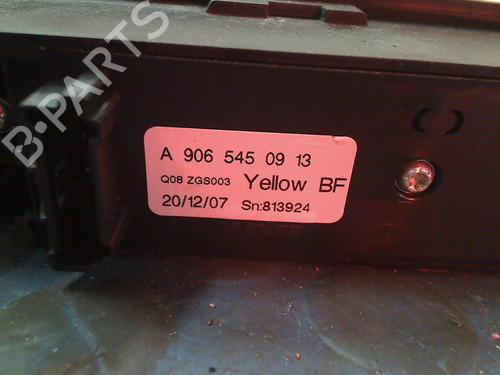 B-PARTS
A 906 545 09 13
Q08 ZGS003 Yellow BF
20/12/07 Sn:813924